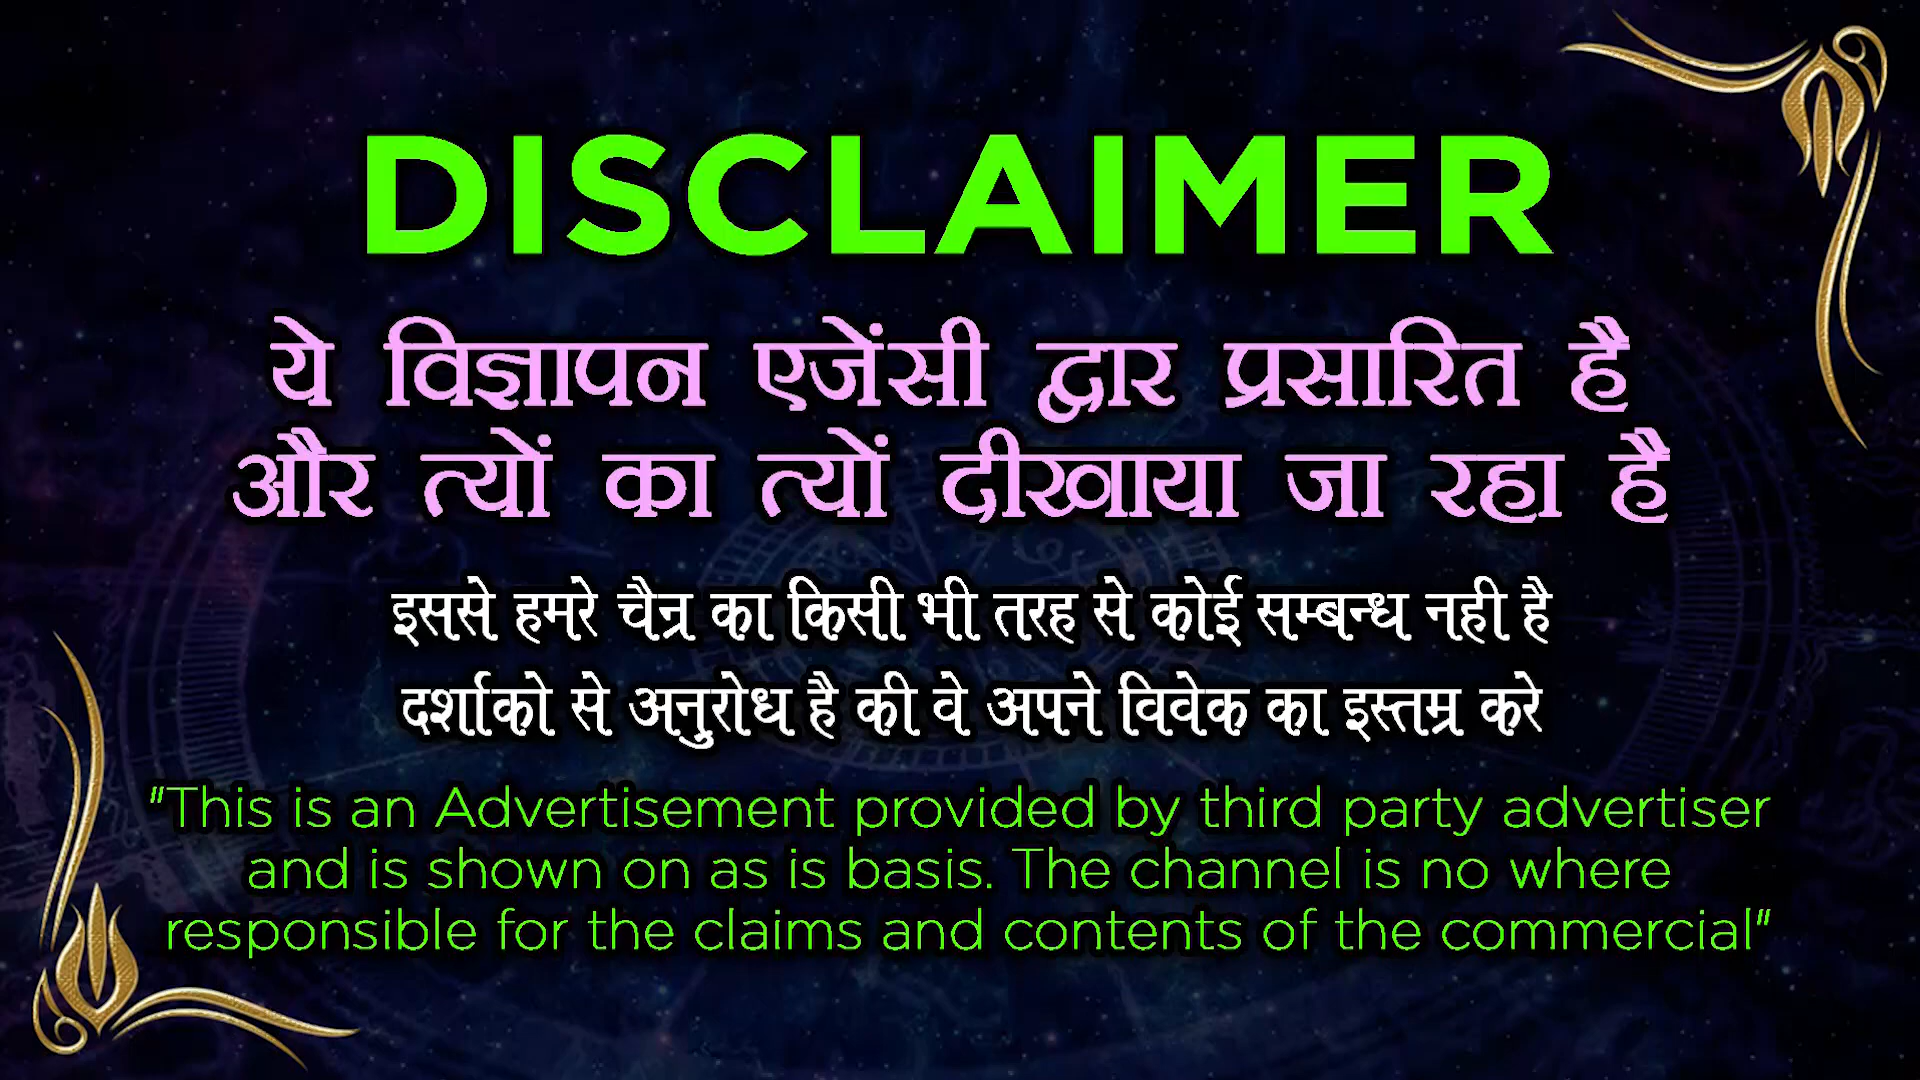 DISCLAIMER
ये विज्ञापन एजेंसी द्वार प्रसारित है
और त्यों का त्यों दीखाया जा रहा है
इससे हमरे चैन्र का किसी भी तरह से कोई सम्बन्ध नही है
दर्शाको से अनुरोध है की वे अपने विवेक का इस्तम्र करे
"This is an Advertisement provided by third party advertiser
and is shown on as is basis. The channel is no where
responsible for the claims and contents of the commercial"